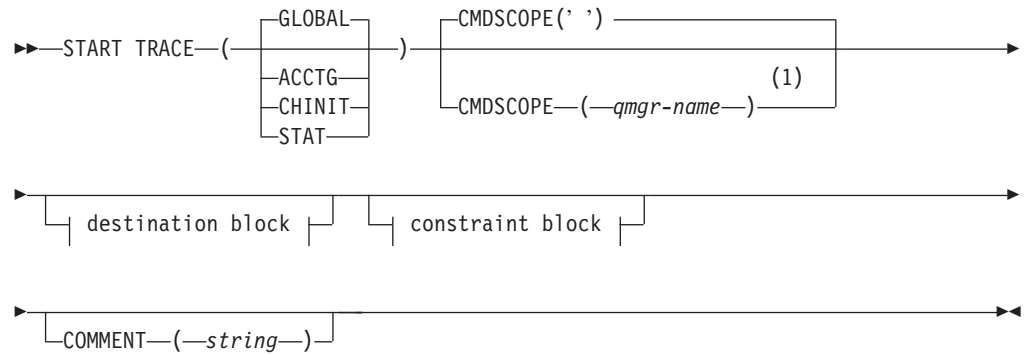 GLOBAL
CMDSCOPE(’ ’)
START TRACE ( )
ACCTG
(1)
CHINIT
CMDSCOPE ( qmgr-name )
STAT
destination block
constraint block
COMMENT ( string )